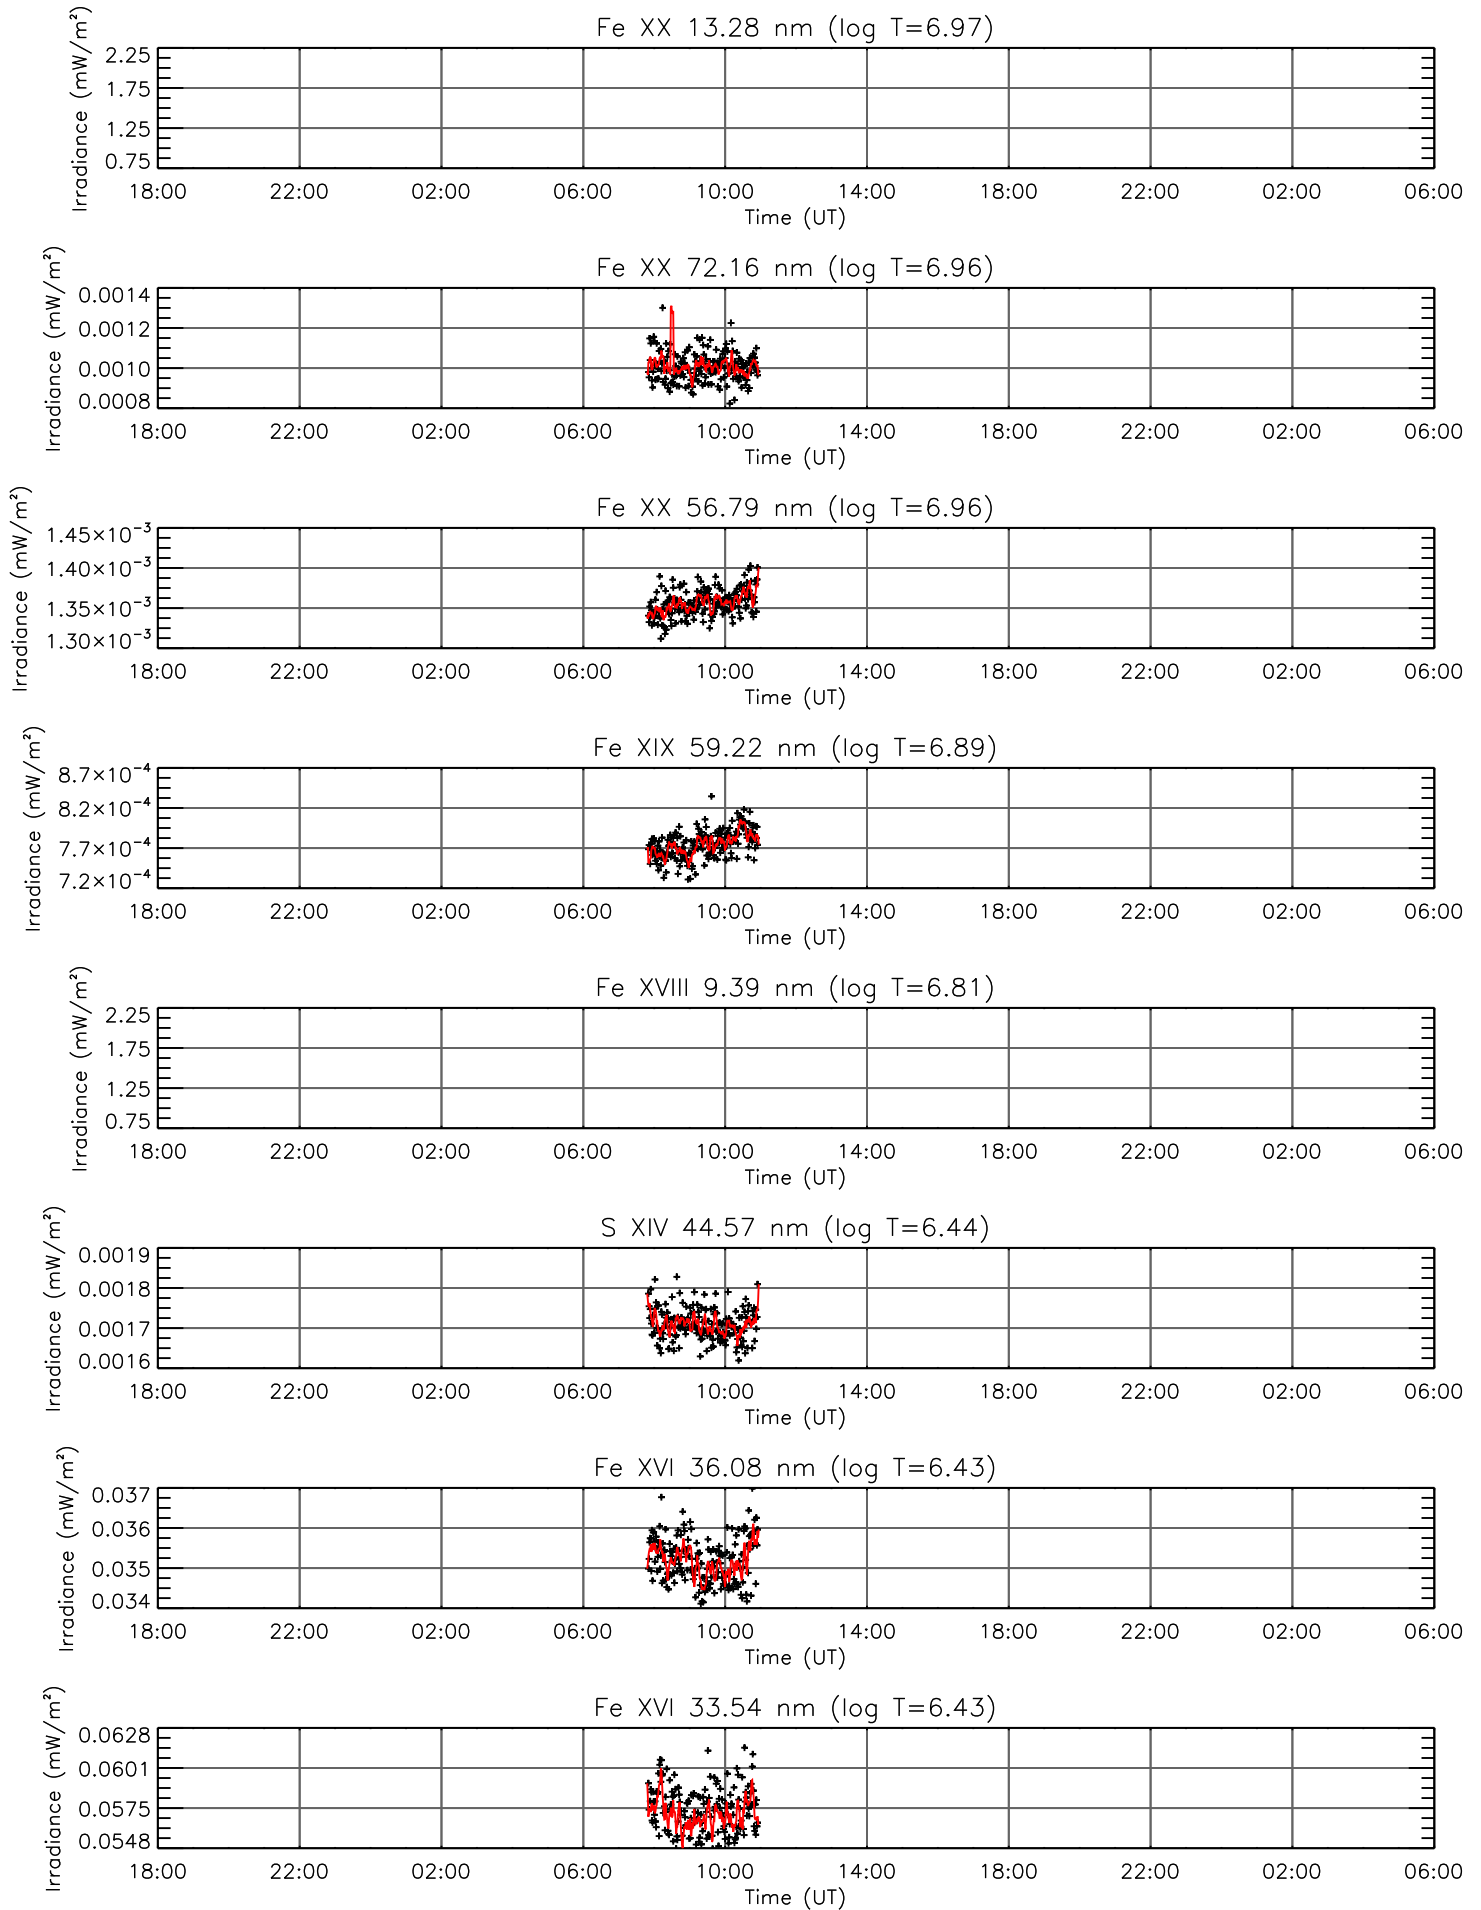 Fe XX 13.28 nm (log T=6.97)
Irradiance (mW/m²)
2.25
1.75
1.25
0.75
18:00 22:00 02:00 06:00 10:00 14:00 18:00 22:00 02:00 06:00
Time (UT)
Fe XX 72.16 nm (log T=6.96)
Irradiance (mW/m²)
0.0014
0.0012
0.0010
0.0008
18:00 22:00 02:00 06:00 10:00 14:00 18:00 22:00 02:00 06:00
Time (UT)
Fe XX 56.79 nm (log T=6.96)
Irradiance (mW/m²)
1.45×10⁻³
1.40×10⁻³
1.35×10⁻³
1.30×10⁻³
18:00 22:00 02:00 06:00 10:00 14:00 18:00 22:00 02:00 06:00
Time (UT)
Fe XIX 59.22 nm (log T=6.89)
Irradiance (mW/m²)
8.7×10⁻⁴
8.2×10⁻⁴
7.7×10⁻⁴
7.2×10⁻⁴
18:00 22:00 02:00 06:00 10:00 14:00 18:00 22:00 02:00 06:00
Time (UT)
Fe XVIII 9.39 nm (log T=6.81)
Irradiance (mW/m²)
2.25
1.75
1.25
0.75
18:00 22:00 02:00 06:00 10:00 14:00 18:00 22:00 02:00 06:00
Time (UT)
S XIV 44.57 nm (log T=6.44)
Irradiance (mW/m²)
0.0019
0.0018
0.0017
0.0016
18:00 22:00 02:00 06:00 10:00 14:00 18:00 22:00 02:00 06:00
Time (UT)
Fe XVI 36.08 nm (log T=6.43)
Irradiance (mW/m²)
0.037
0.036
0.035
0.034
18:00 22:00 02:00 06:00 10:00 14:00 18:00 22:00 02:00 06:00
Time (UT)
Fe XVI 33.54 nm (log T=6.43)
Irradiance (mW/m²)
0.0628
0.0601
0.0575
0.0548
18:00 22:00 02:00 06:00 10:00 14:00 18:00 22:00 02:00 06:00
Time (UT)